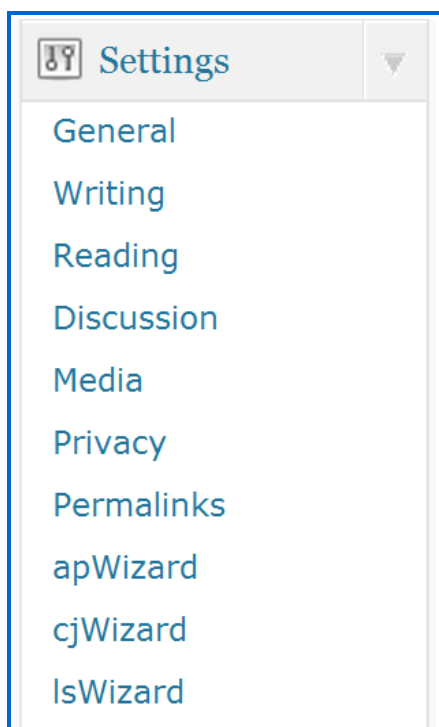 Settings
General
Writing
Reading
Discussion
Media
Privacy
Permalinks
apWizard
cjWizard
lsWizard